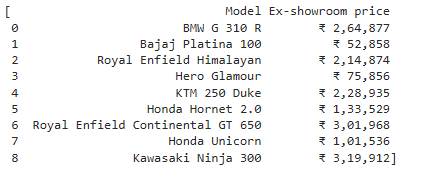 [ Model Ex-showroom price
0 BMW G 310 R ₹ 2,64,877
1 Bajaj Platina 100 ₹ 52,858
2 Royal Enfield Himalayan ₹ 2,14,874
3 Hero Glamour ₹ 75,856
4 KTM 250 Duke ₹ 2,28,935
5 Honda Hornet 2.0 ₹ 1,33,529
6 Royal Enfield Continental GT 650 ₹ 3,01,968
7 Honda Unicorn ₹ 1,01,536
8 Kawasaki Ninja 300 ₹ 3,19,912]